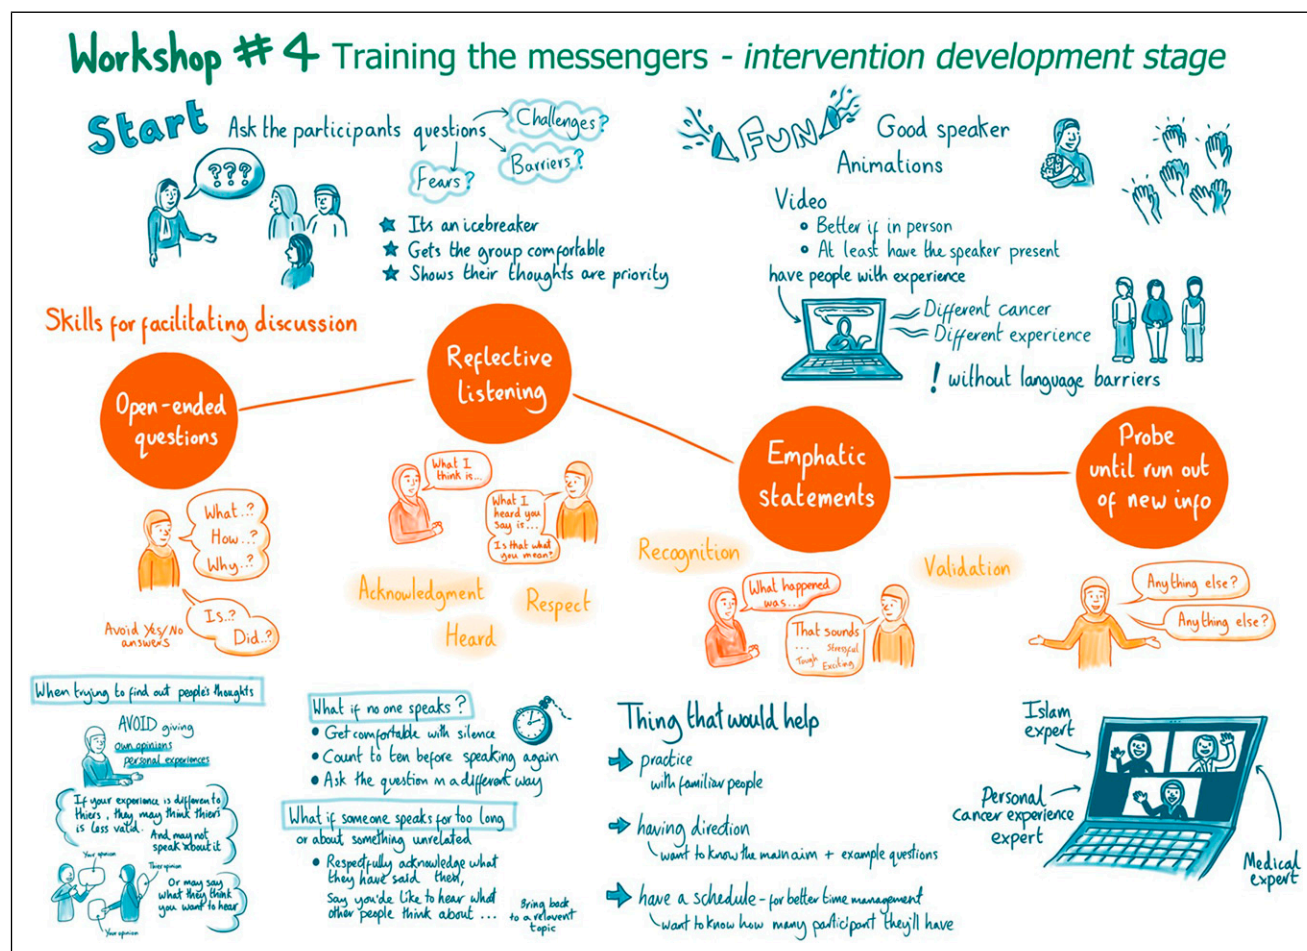 Workshop #4 Training the messengers - intervention development stage
Start
Ask the participants questions
Challenges?
Barriers?
Fears?
???
Its an icebreaker
Gets the group comfortable
Shows their thoughts are priority
FUN
Good speaker
Animations
Video
Better if in person
At least have the speaker present
have people with experience
Different cancer
Different experience
! without language barriers
Skills for facilitating discussion
Open-ended
questions
Reflective
listening
Emphatic
statements
Probe
until run out
of new info
What..?
How..?
Why..?
Is..?
Did..?
Avoid Yes/No
answers
What I
think is...
What I
heard you
say is...
Is that what
you mean?
Acknowledgment
Respect
Heard
Recognition
Validation
What happened
was...
That sounds
... Stressful
Tough Exciting
Anything else?
Anything else?
When trying to find out people's thoughts
AVOID giving
own opinions
personal experiences
If your experience is different to
thiers, they may think thiers
is less valid.
And may not
speak about it
Your opinion
Thier opinion
Or may say
what they think
you want to hear
Your opinion
What if no one speaks?
Get comfortable with silence
Count to ten before speaking again
Ask the question in a different way
What if someone speaks for too long
or about something unrelated
Respectfully acknowledge what
they have said then,
Say you'de like to hear what
other people think about ...
Bring back
to a relevent
topic
Thing that would help
practice
with familiar people
having direction
want to know the main aim + example questions
have a schedule - for better time management
want to know how many participant they'll have
Islam
expert
Personal
Cancer experience
expert
Medical
expert